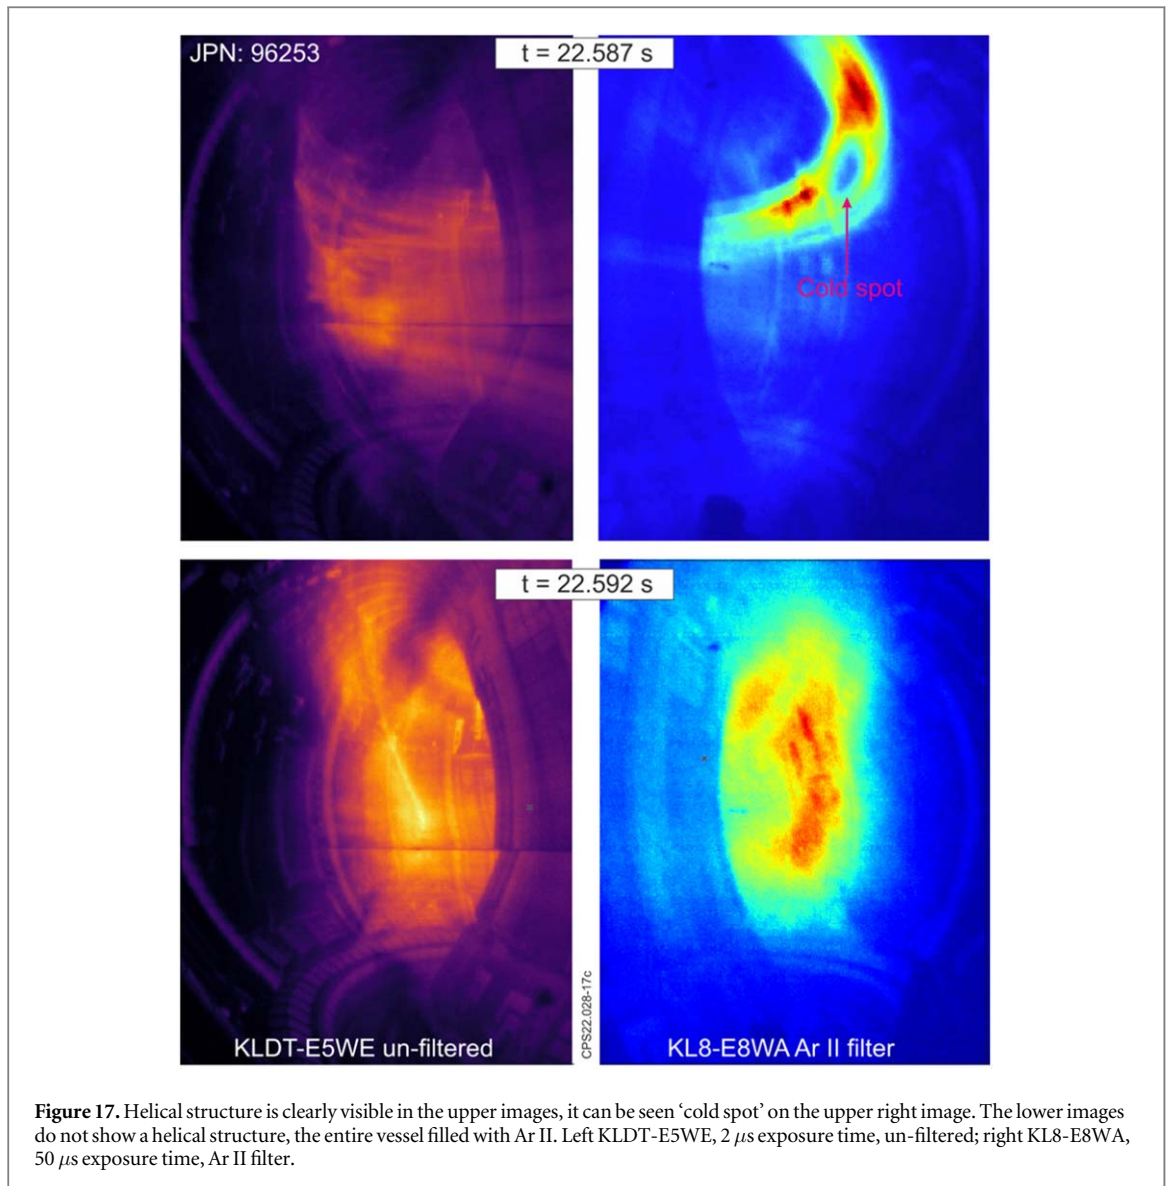 JPN: 96253
t = 22.587 s
Cold spot
t = 22.592 s
KLDT-E5WE un-filtered
CPS22.028-17c
KL8-E8WA Ar II filter
Figure 17. Helical structure is clearly visible in the upper images, it can be seen ‘cold spot’ on the upper right image. The lower images
do not show a helical structure, the entire vessel filled with Ar II. Left KLDT-E5WE, 2 μs exposure time, un-filtered; right KL8-E8WA,
50 μs exposure time, Ar II filter.